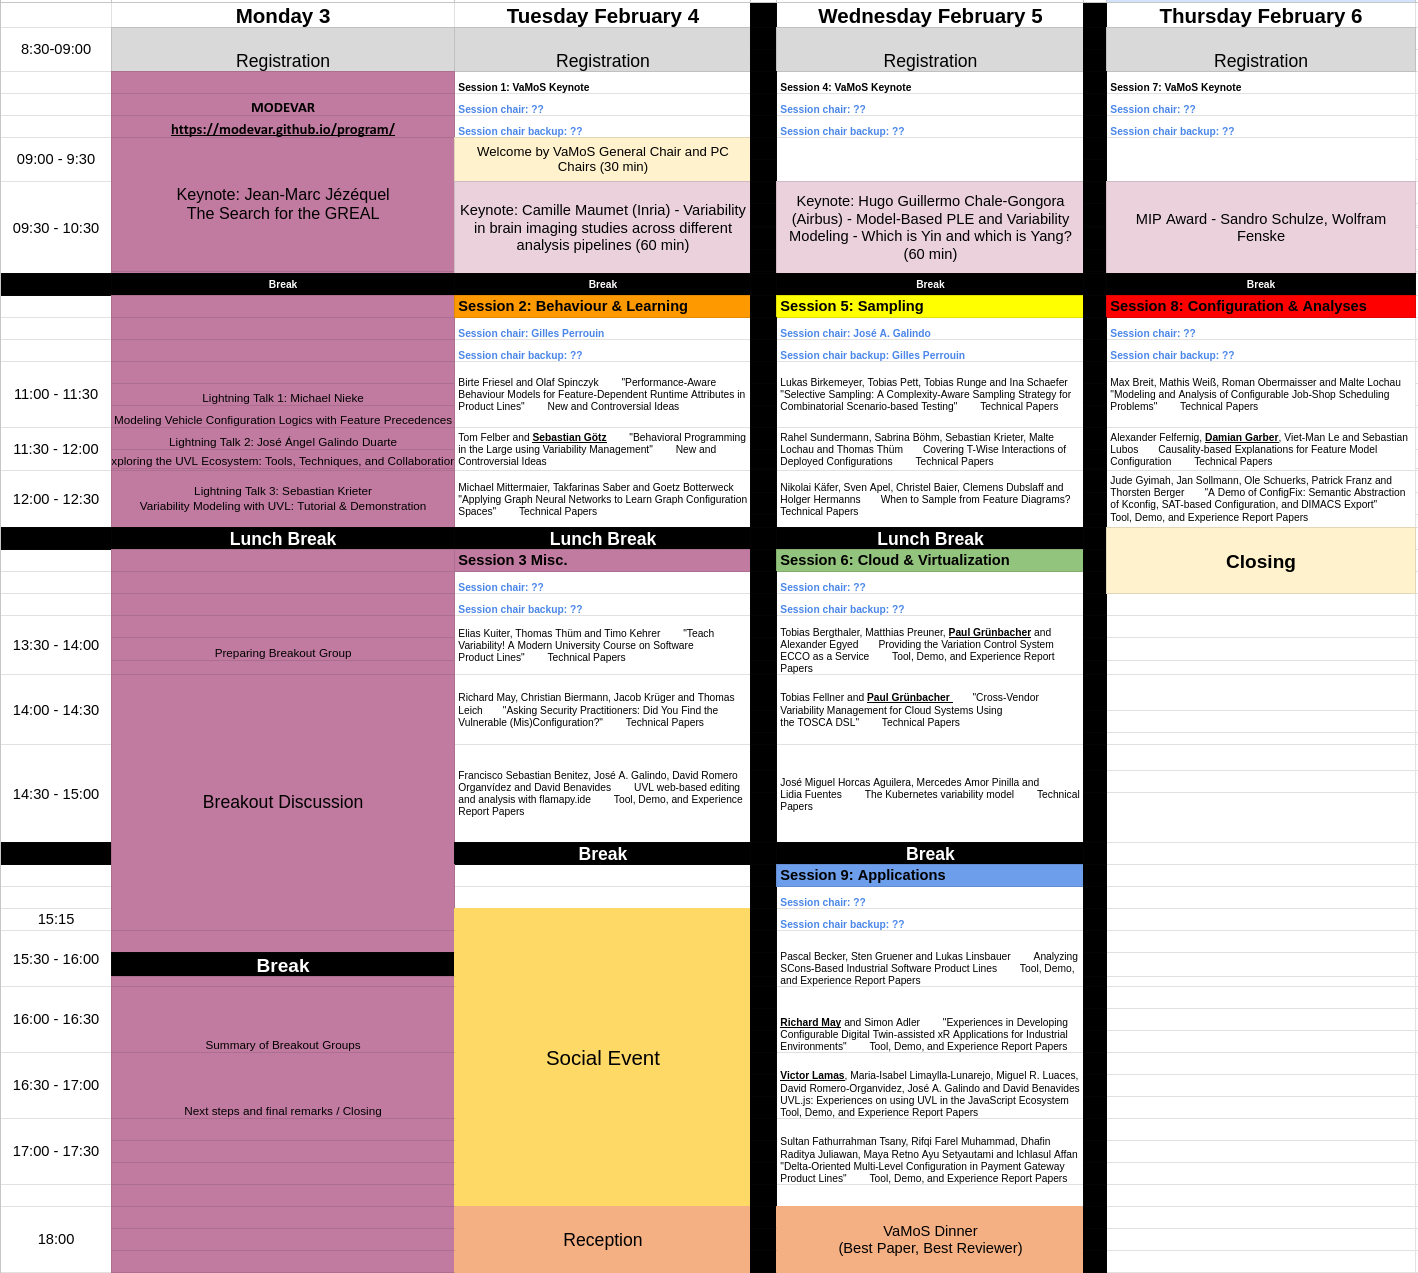 Monday 3
Tuesday February 4
Wednesday February 5
Thursday February 6
8:30-09:00
Registration
Registration
Registration
Registration
MODEVAR
https://modevar.github.io/program/
Session 1: VaMoS Keynote
Session chair: ??
Session chair backup: ??
Session 4: VaMoS Keynote
Session chair: ??
Session chair backup: ??
Session 7: VaMoS Keynote
Session chair: ??
Session chair backup: ??
09:00 - 9:30
Keynote: Jean-Marc Jézéquel
The Search for the GREAL
Welcome by VaMoS General Chair and PC
Chairs (30 min)
09:30 - 10:30
Keynote: Camille Maumet (Inria) - Variability
in brain imaging studies across different
analysis pipelines (60 min)
Keynote: Hugo Guillermo Chale-Gongora
(Airbus) - Model-Based PLE and Variability
Modeling - Which is Yin and which is Yang?
(60 min)
MIP Award - Sandro Schulze, Wolfram
Fenske
Break
Break
Break
Break
Session 2: Behaviour & Learning
Session chair: Gilles Perrouin
Session chair backup: ??
Session 5: Sampling
Session chair: José A. Galindo
Session chair backup: Gilles Perrouin
Session 8: Configuration & Analyses
Session chair: ??
Session chair backup: ??
11:00 - 11:30
Lightning Talk 1: Michael Nieke
Modeling Vehicle Configuration Logics with Feature Precedences
Birte Friesel and Olaf Spinczyk "Performance-Aware
Behaviour Models for Feature-Dependent Runtime Attributes in
Product Lines" New and Controversial Ideas
Lukas Birkemeyer, Tobias Pett, Tobias Runge and Ina Schaefer
"Selective Sampling: A Complexity-Aware Sampling Strategy for
Combinatorial Scenario-based Testing" Technical Papers
Max Breit, Mathis Weiß, Roman Obermaisser and Malte Lochau
"Modeling and Analysis of Configurable Job-Shop Scheduling
Problems" Technical Papers
11:30 - 12:00
Lightning Talk 2: José Ángel Galindo Duarte
xploring the UVL Ecosystem: Tools, Techniques, and Collaboration
Tom Felber and Sebastian Götz "Behavioral Programming
in the Large using Variability Management" New and
Controversial Ideas
Rahel Sundermann, Sabrina Böhm, Sebastian Krieter, Malte
Lochau and Thomas Thüm Covering T-Wise Interactions of
Deployed Configurations Technical Papers
Alexander Felfernig, Damian Garber, Viet-Man Le and Sebastian
Lubos Causality-based Explanations for Feature Model
Configuration Technical Papers
12:00 - 12:30
Lightning Talk 3: Sebastian Krieter
Variability Modeling with UVL: Tutorial & Demonstration
Michael Mittermaier, Takfarinas Saber and Goetz Botterweck
"Applying Graph Neural Networks to Learn Graph Configuration
Spaces" Technical Papers
Nikolai Käfer, Sven Apel, Christel Baier, Clemens Dubslaff and
Holger Hermanns When to Sample from Feature Diagrams?
Technical Papers
Jude Gyimah, Jan Sollmann, Ole Schuerks, Patrick Franz and
Thorsten Berger "A Demo of ConfigFix: Semantic Abstraction
of Kconfig, SAT-based Configuration, and DIMACS Export"
Tool, Demo, and Experience Report Papers
Lunch Break
Lunch Break
Lunch Break
Closing
Session 3 Misc.
Session chair: ??
Session chair backup: ??
Session 6: Cloud & Virtualization
Session chair: ??
Session chair backup: ??
13:30 - 14:00
Preparing Breakout Group
Elias Kuiter, Thomas Thüm and Timo Kehrer "Teach
Variability! A Modern University Course on Software
Product Lines" Technical Papers
Tobias Bergthaler, Matthias Preuner, Paul Grünbacher and
Alexander Egyed Providing the Variation Control System
ECCO as a Service Tool, Demo, and Experience Report
Papers
14:00 - 14:30
Richard May, Christian Biermann, Jacob Krüger and Thomas
Leich "Asking Security Practitioners: Did You Find the
Vulnerable (Mis)Configuration?" Technical Papers
Tobias Fellner and Paul Grünbacher "Cross-Vendor
Variability Management for Cloud Systems Using
the TOSCA DSL" Technical Papers
14:30 - 15:00
Breakout Discussion
Francisco Sebastian Benitez, José A. Galindo, David Romero
Organvídez and David Benavides UVL web-based editing
and analysis with flamapy.ide Tool, Demo, and Experience
Report Papers
José Miguel Horcas Aguilera, Mercedes Amor Pinilla and
Lidia Fuentes The Kubernetes variability model Technical
Papers
Break
Break
Session 9: Applications
Session chair: ??
Session chair backup: ??
15:15
15:30 - 16:00
Break
Pascal Becker, Sten Gruener and Lukas Linsbauer Analyzing
SCons-Based Industrial Software Product Lines Tool, Demo,
and Experience Report Papers
16:00 - 16:30
Summary of Breakout Groups
Social Event
Richard May and Simon Adler "Experiences in Developing
Configurable Digital Twin-assisted xR Applications for Industrial
Environments" Tool, Demo, and Experience Report Papers
16:30 - 17:00
Next steps and final remarks / Closing
Victor Lamas, Maria-Isabel Limaylla-Lunarejo, Miguel R. Luaces,
David Romero-Organvidez, José A. Galindo and David Benavides
UVL.js: Experiences on using UVL in the JavaScript Ecosystem
Tool, Demo, and Experience Report Papers
17:00 - 17:30
Sultan Fathurrahman Tsany, Rifqi Farel Muhammad, Dhafin
Raditya Juliawan, Maya Retno Ayu Setyautami and Ichlasul Affan
"Delta-Oriented Multi-Level Configuration in Payment Gateway
Product Lines" Tool, Demo, and Experience Report Papers
18:00
Reception
VaMoS Dinner
(Best Paper, Best Reviewer)